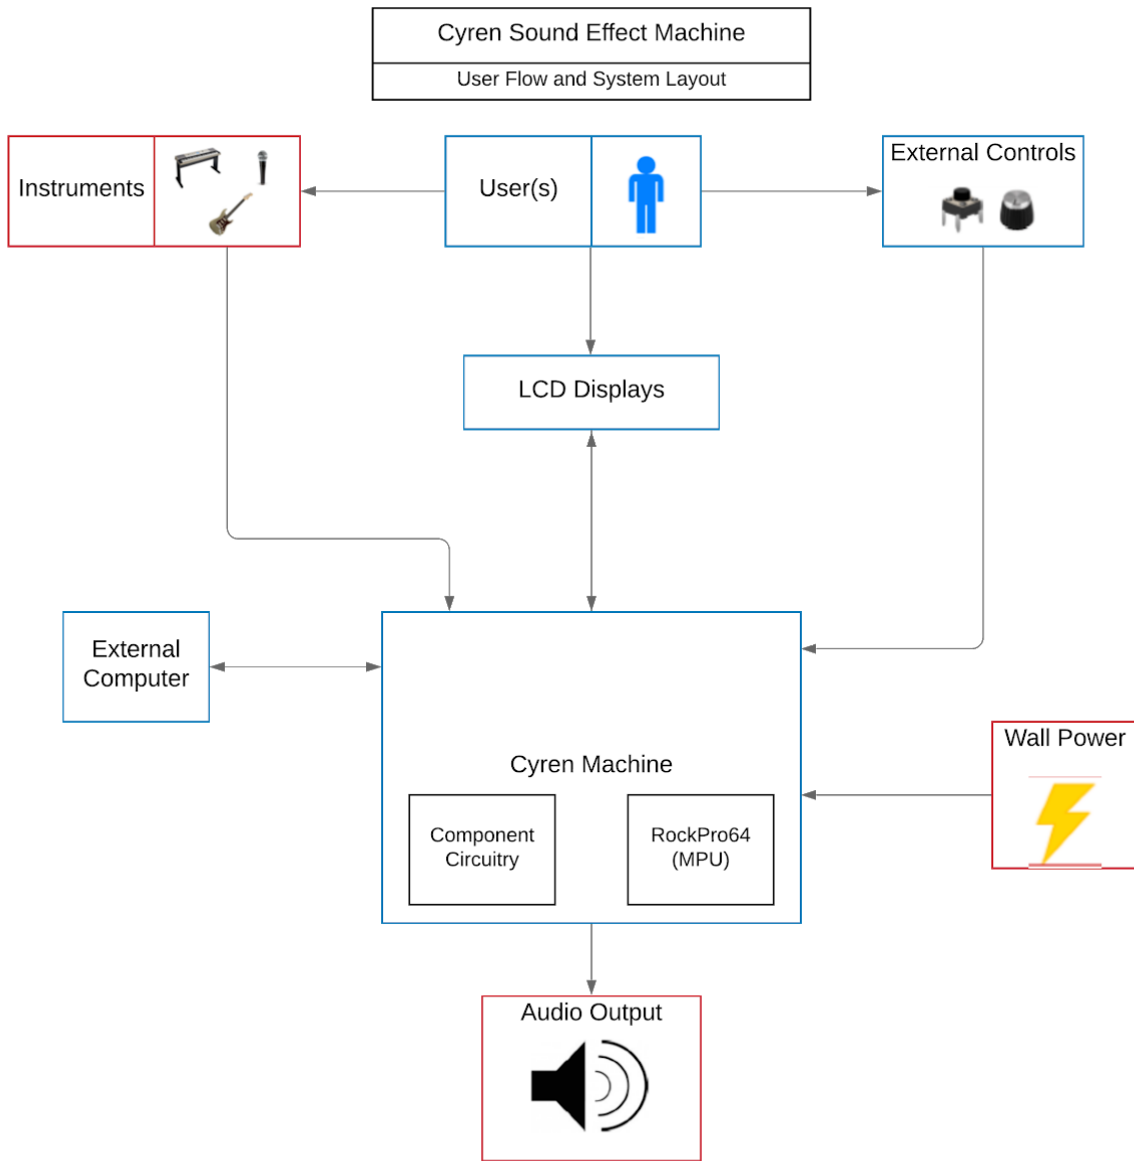 Cyren Sound Effect Machine
User Flow and System Layout
Instruments
User(s)
External Controls
LCD Displays
External
Computer
Cyren Machine
Component
Circuitry
RockPro64
(MPU)
Wall Power
Audio Output